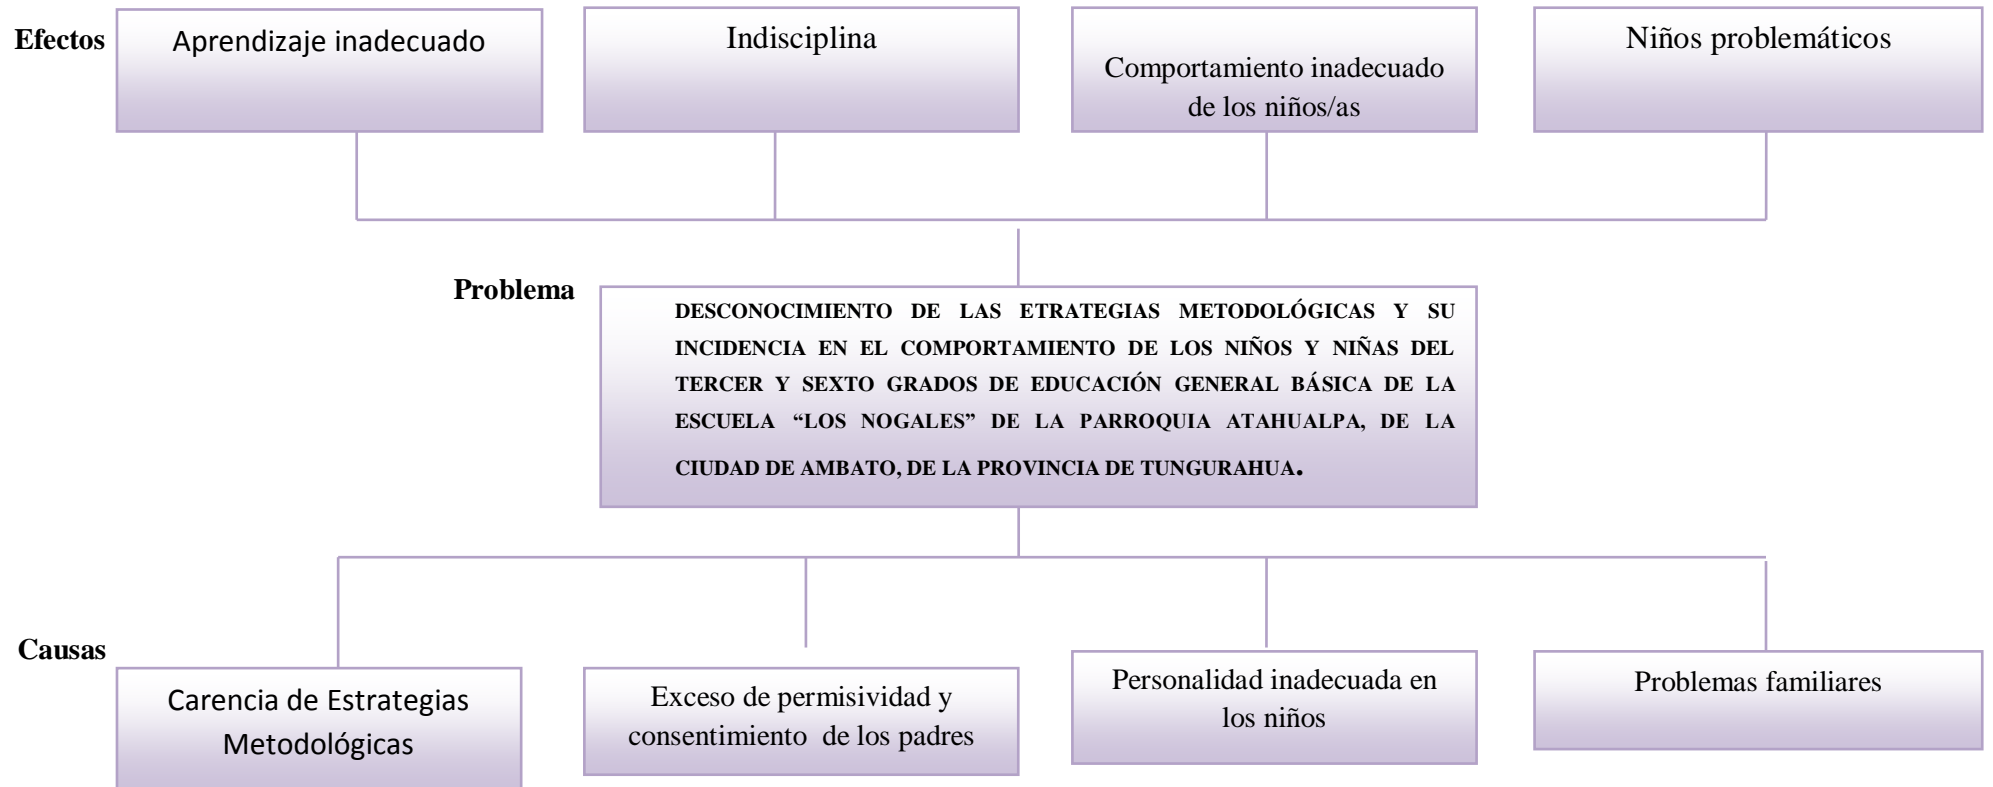 Efectos
Aprendizaje inadecuado
Indisciplina
Comportamiento inadecuado
de los niños/as
Niños problemáticos
Problema
DESCONOCIMIENTO DE LAS ETRATEGIAS METODOLÓGICAS Y SU
INCIDENCIA EN EL COMPORTAMIENTO DE LOS NIÑOS Y NIÑAS DEL
TERCER Y SEXTO GRADOS DE EDUCACIÓN GENERAL BÁSICA DE LA
ESCUELA “LOS NOGALES” DE LA PARROQUIA ATAHUALPA, DE LA
CIUDAD DE AMBATO, DE LA PROVINCIA DE TUNGURAHUA.
Causas
Carencia de Estrategias
Metodológicas
Exceso de permisividad y
consentimiento de los padres
Personalidad inadecuada en
los niños
Problemas familiares